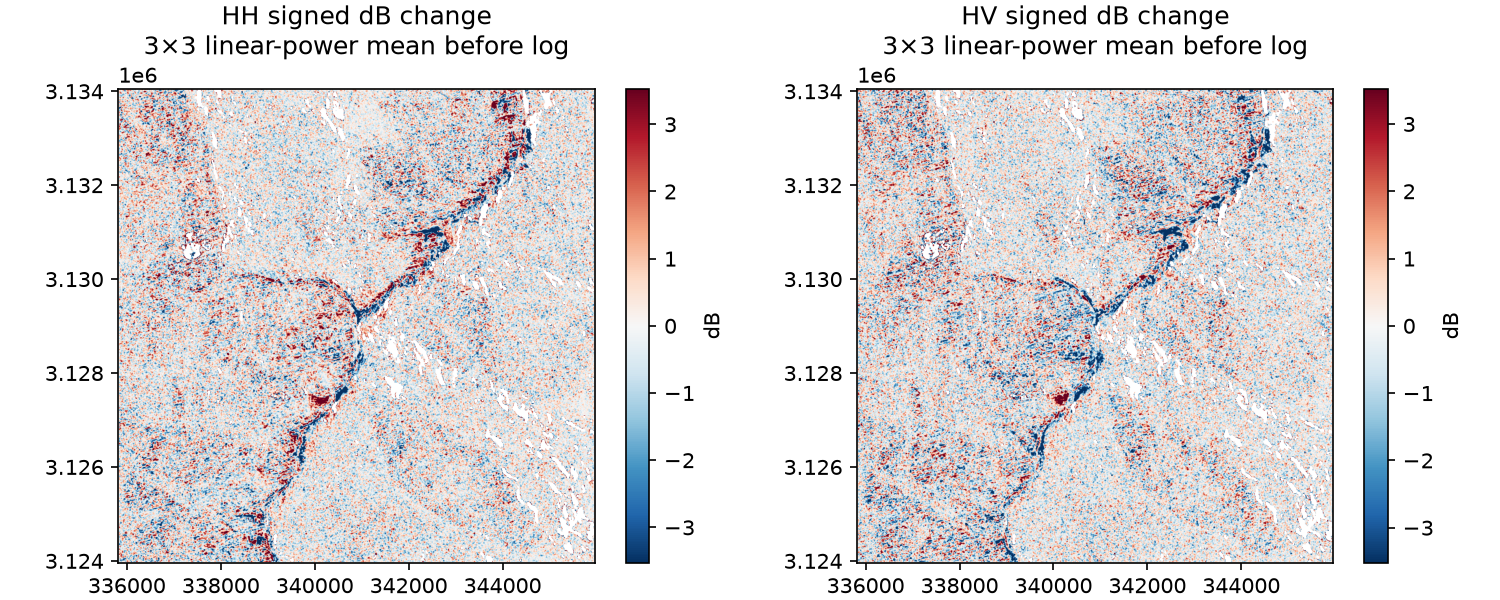 HH signed dB change
3×3 linear-power mean before log
1e6
3.134
3.132
3.130
3.128
3.126
3.124
336000 338000 340000 342000 344000
3
2
1
0
−1
−2
−3
dB
HV signed dB change
3×3 linear-power mean before log
1e6
3.134
3.132
3.130
3.128
3.126
3.124
336000 338000 340000 342000 344000
3
2
1
0
−1
−2
−3
dB